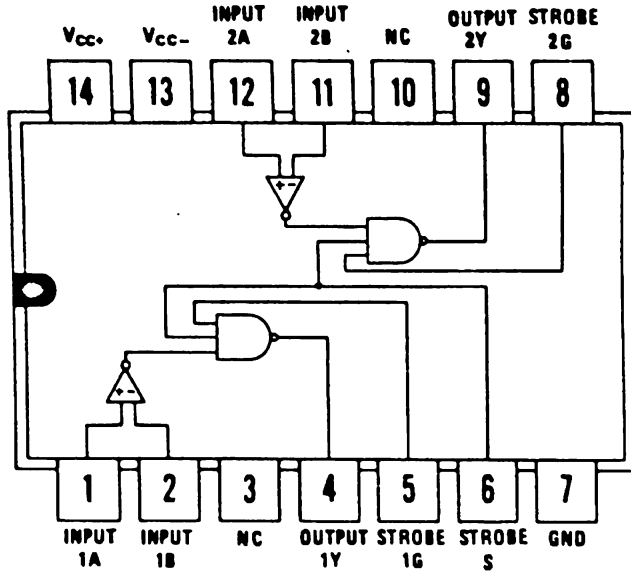 INPUT INPUT OUTPUT STROBE
VCC+ VCC− 2A 2B NC 2Y 2G
14 13 12 11 10 9 8
+ −
+ −
1 2 3 4 5 6 7
INPUT INPUT NC OUTPUT STROBE STROBE GND
1A 1B 1Y 1G S